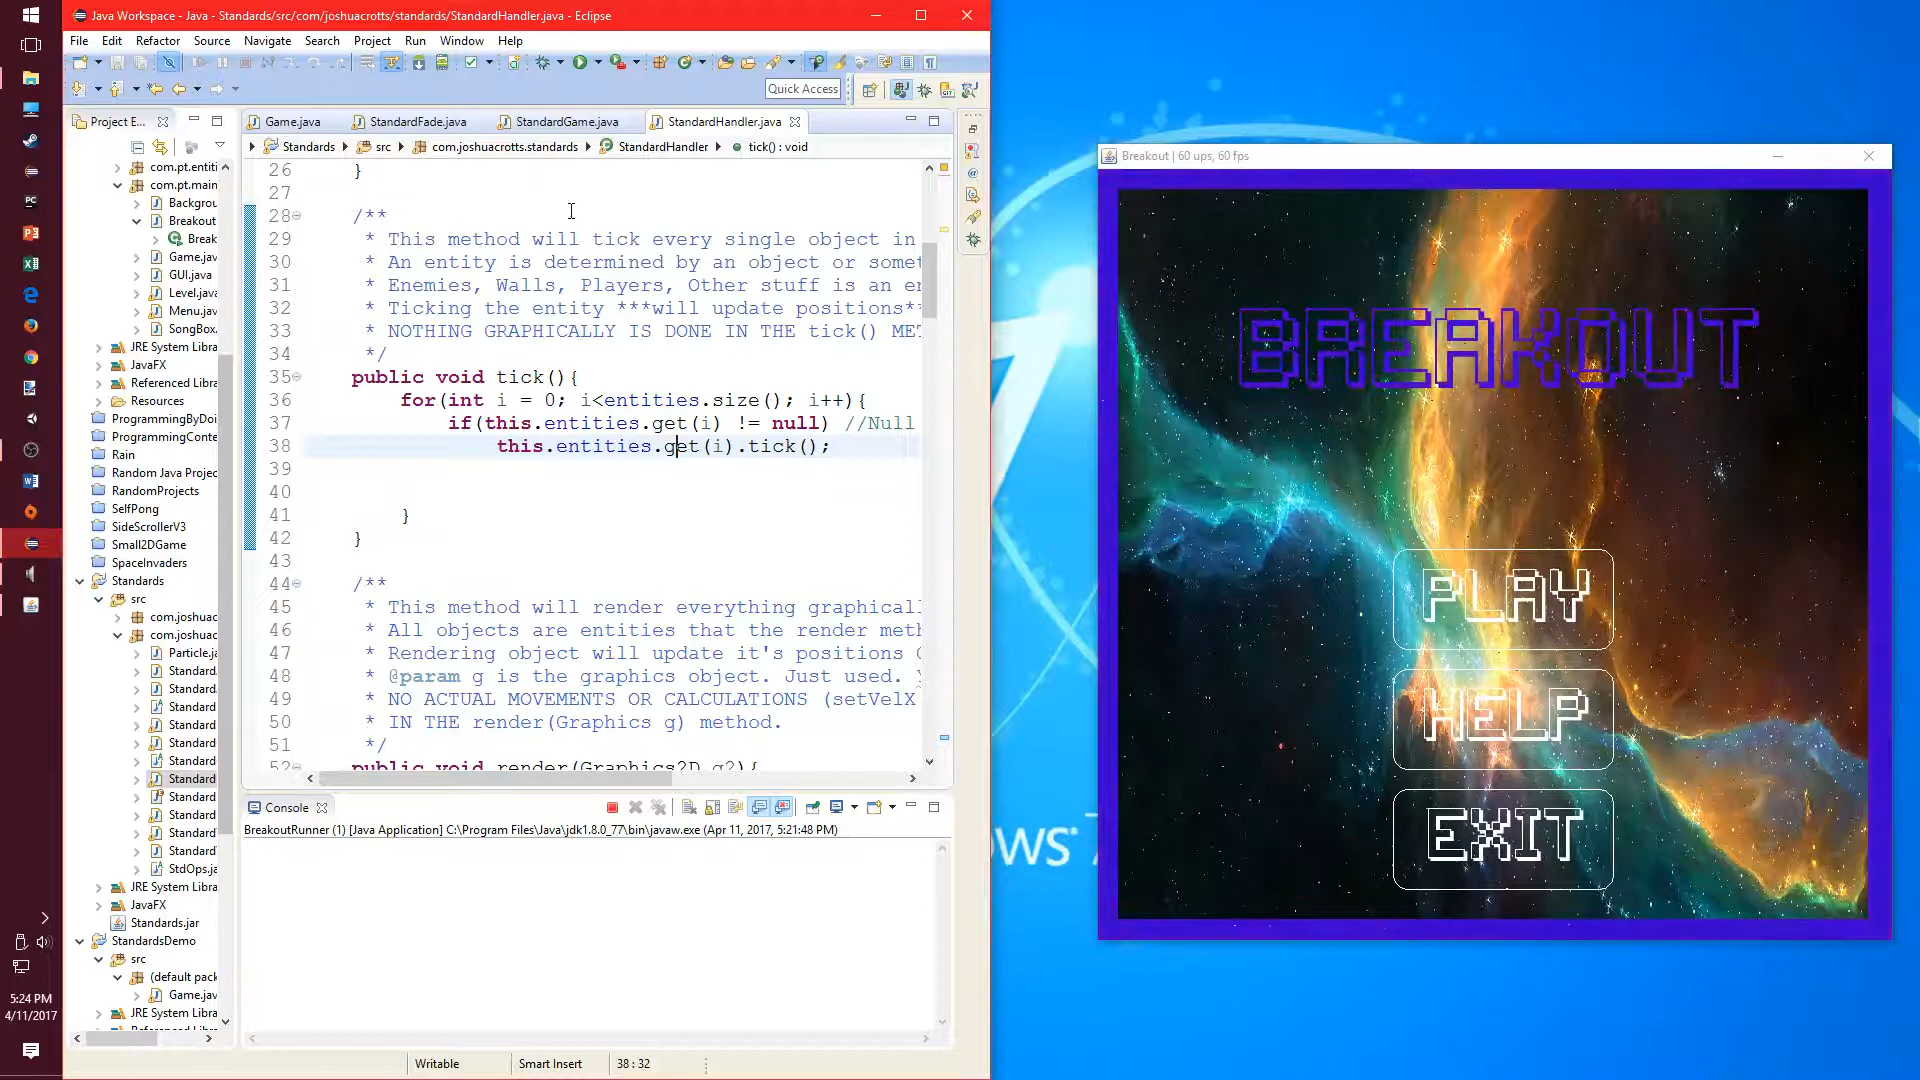 Java Workspace - Java - Standards/src/com/joshuacrotts/standards/StandardHandler.java - Eclipse
File Edit Refactor Source Navigate Search Project Run Window Help
Quick Access
Project E...
Game.java StandardFade.java StandardGame.java StandardHandler.java
Standards src com.joshuacrotts.standards StandardHandler tick() : void
com.pt.entiti
com.pt.main
Backgrou
Breakout
Break
Game.jav
GUI.java
Level.java
Menu.jav
SongBox.
JRE System Libra
JavaFX
Referenced Libra
Resources
ProgrammingByDoi
ProgrammingConte
Rain
Random Java Projec
RandomProjects
SelfPong
SideScrollerV3
Small2DGame
SpaceInvaders
Standards
src
com.joshuac
com.joshuac
Particle.ja
Standard.
Standard
Standard
Standard
Standard
Standard
Standard
Standard
Standard
Standard
Standard
StdOps.ja
JRE System Libra
JavaFX
Standards.jar
StandardsDemo
src
(default pack
Game.jav
JRE System Libra
26 }
27
28 /**
29 * This method will tick every single object in
30 * An entity is determined by an object or somet
31 * Enemies, Walls, Players, Other stuff is an en
32 * Ticking the entity ***will update positions**
33 * NOTHING GRAPHICALLY IS DONE IN THE tick() MET
34 */
35 public void tick(){
36 for(int i = 0; i<entities.size(); i++){
37 if(this.entities.get(i) != null) //Null
38 this.entities.get(i).tick();
39
40
41 }
42 }
43
44 /**
45 * This method will render everything graphicall
46 * All objects are entities that the render meth
47 * Rendering object will update it's positions (
48 * @param g is the graphics object. Just used.
49 * NO ACTUAL MOVEMENTS OR CALCULATIONS (setVelX
50 * IN THE render(Graphics g) method.
51 */
52 public void render(Graphics2D g2){
Console
BreakoutRunner (1) [Java Application] C:\Program Files\Java\jdk1.8.0_77\bin\javaw.exe (Apr 11, 2017, 5:21:48 PM)
Writable Smart Insert 38 : 32
5:24 PM
4/11/2017
Breakout | 60 ups, 60 fps
BREAKOUT
PLAY
HELP
EXIT